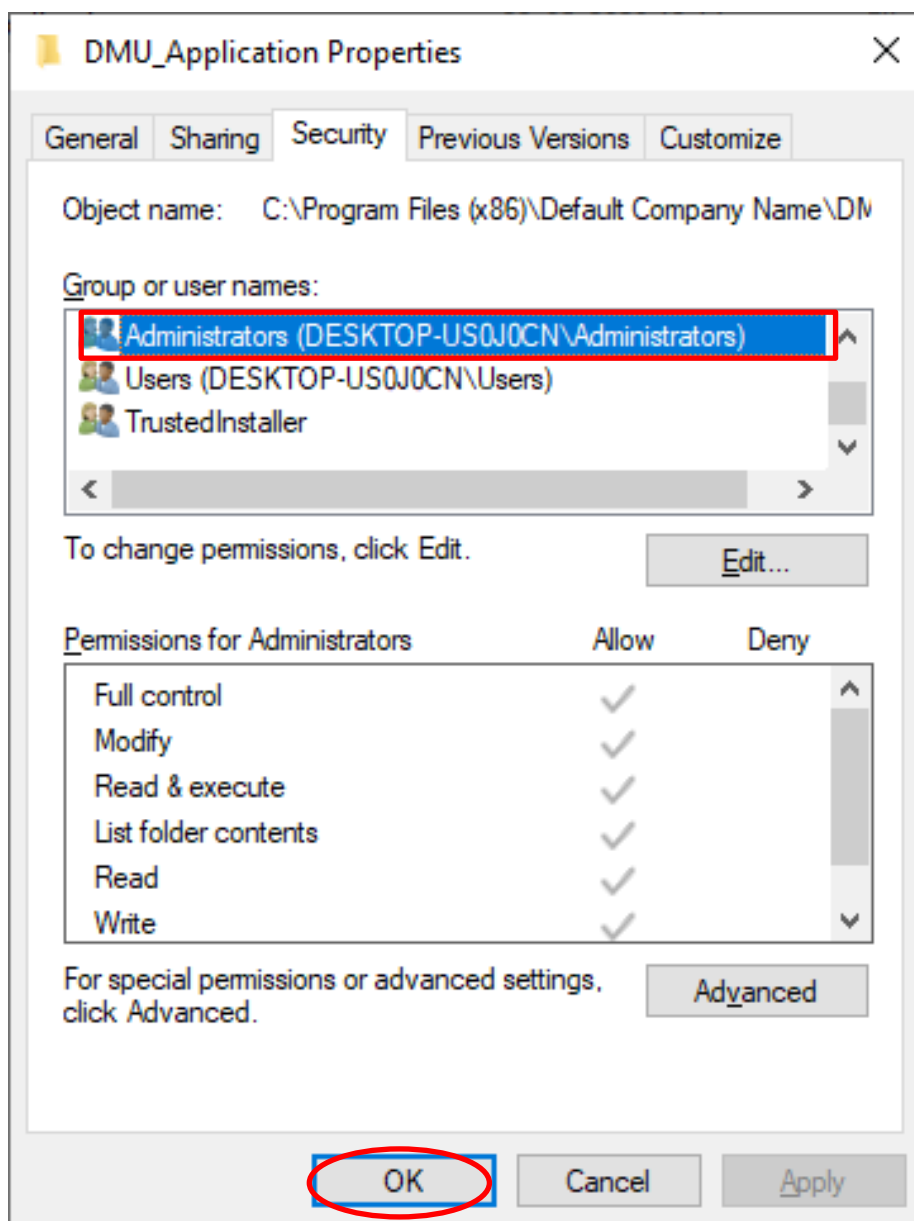 DMU_Application Properties
General Sharing Security Previous Versions Customize
Object name: C:\Program Files (x86)\Default Company Name\DM
Group or user names:
Administrators (DESKTOP-US0J0CN\Administrators)
Users (DESKTOP-US0J0CN\Users)
TrustedInstaller
To change permissions, click Edit.
Edit...
Permissions for Administrators Allow Deny
Full control
Modify
Read & execute
List folder contents
Read
Write
For special permissions or advanced settings,
click Advanced.
Advanced
OK Cancel Apply